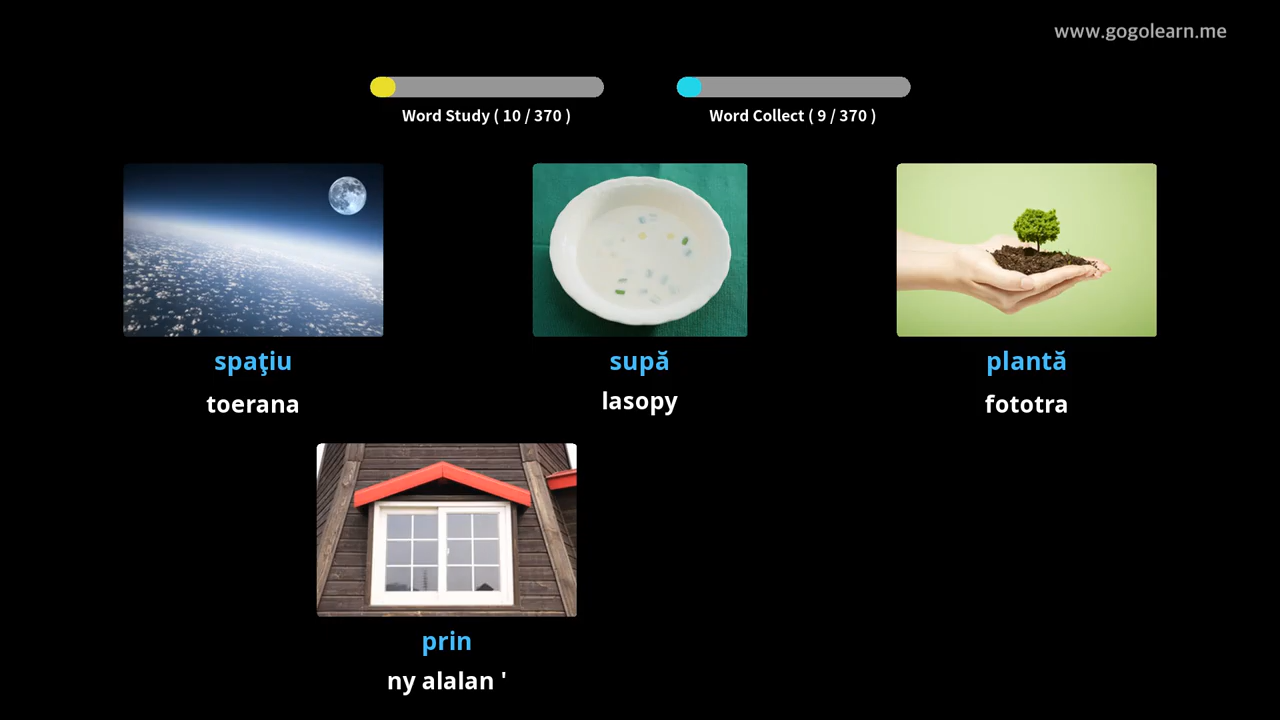 www.gogolearn.me
Word Study ( 10 / 370 )
Word Collect ( 9 / 370 )
spaţiu
supă
plantă
toerana
lasopy
fototra
prin
ny alalan '